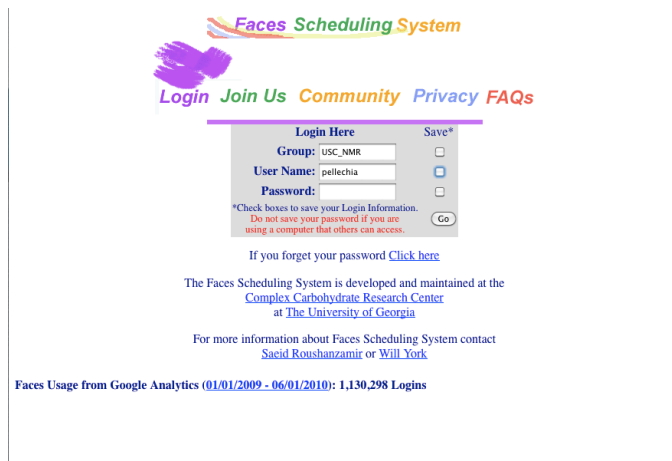 Faces Scheduling System
Login Join Us Community Privacy FAQs
Login Here Save*
Group: USC_NMR
User Name: pellechia
Password:
*Check boxes to save your Login Information.
Do not save your password if you are
using a computer that others can access.
Go
If you forget your password Click here
The Faces Scheduling System is developed and maintained at the
Complex Carbohydrate Research Center
at The University of Georgia
For more information about Faces Scheduling System contact
Saeid Roushanzamir or Will York
Faces Usage from Google Analytics (01/01/2009 - 06/01/2010): 1,130,298 Logins